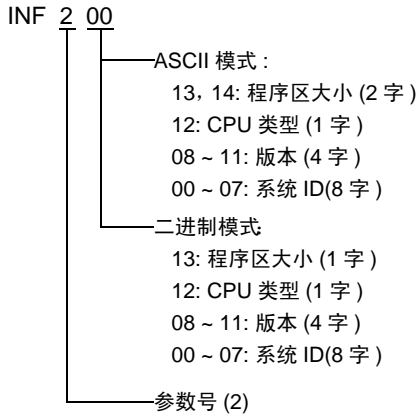 INF 2 00
ASCII 模式 :
13，14: 程序区大小 (2 字 )
12: CPU 类型 (1 字 )
08 ~ 11: 版本 (4 字 )
00 ~ 07: 系统 ID(8 字 )
二进制模式:
13: 程序区大小 (1 字 )
12: CPU 类型 (1 字 )
08 ~ 11: 版本 (4 字 )
00 ~ 07: 系统 ID(8 字 )
参数号 (2)